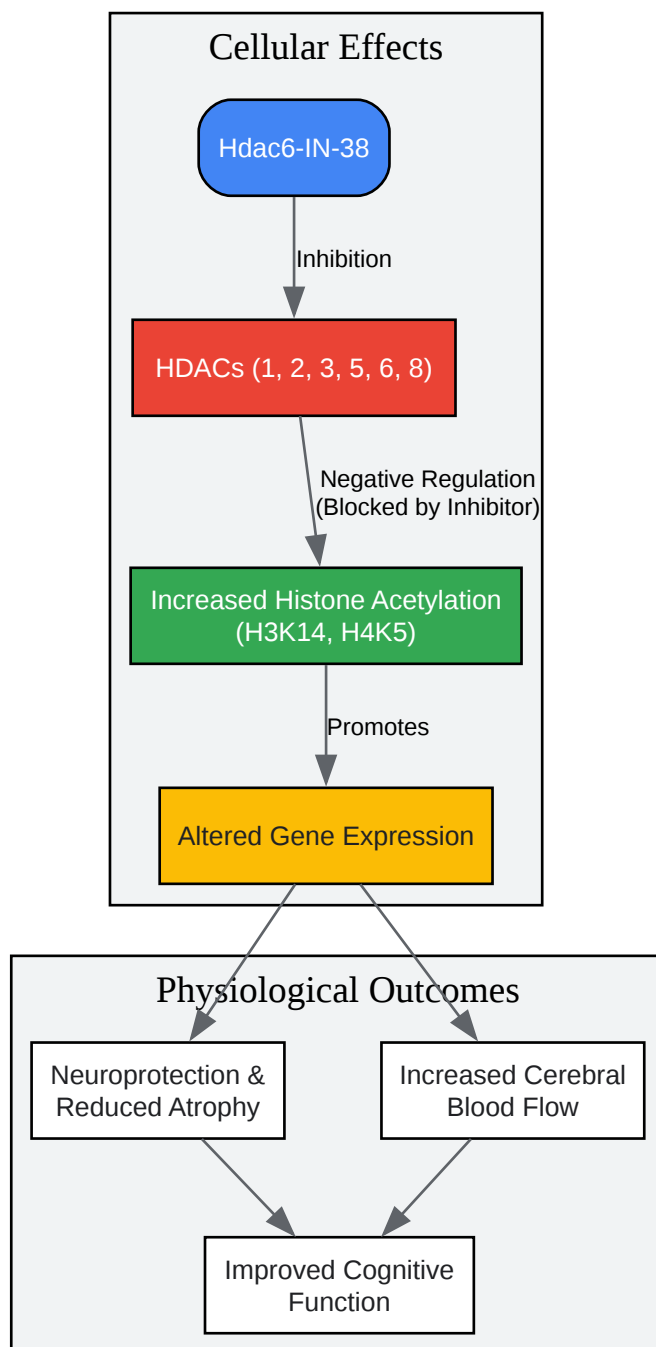 Cellular Effects
Hdac6-IN-38
Inhibition
HDACs (1, 2, 3, 5, 6, 8)
Negative Regulation
(Blocked by Inhibitor)
Increased Histone Acetylation
(H3K14, H4K5)
Promotes
Altered Gene Expression
Physiological Outcomes
Neuroprotection &
Reduced Atrophy
Increased Cerebral
Blood Flow
Improved Cognitive
Function